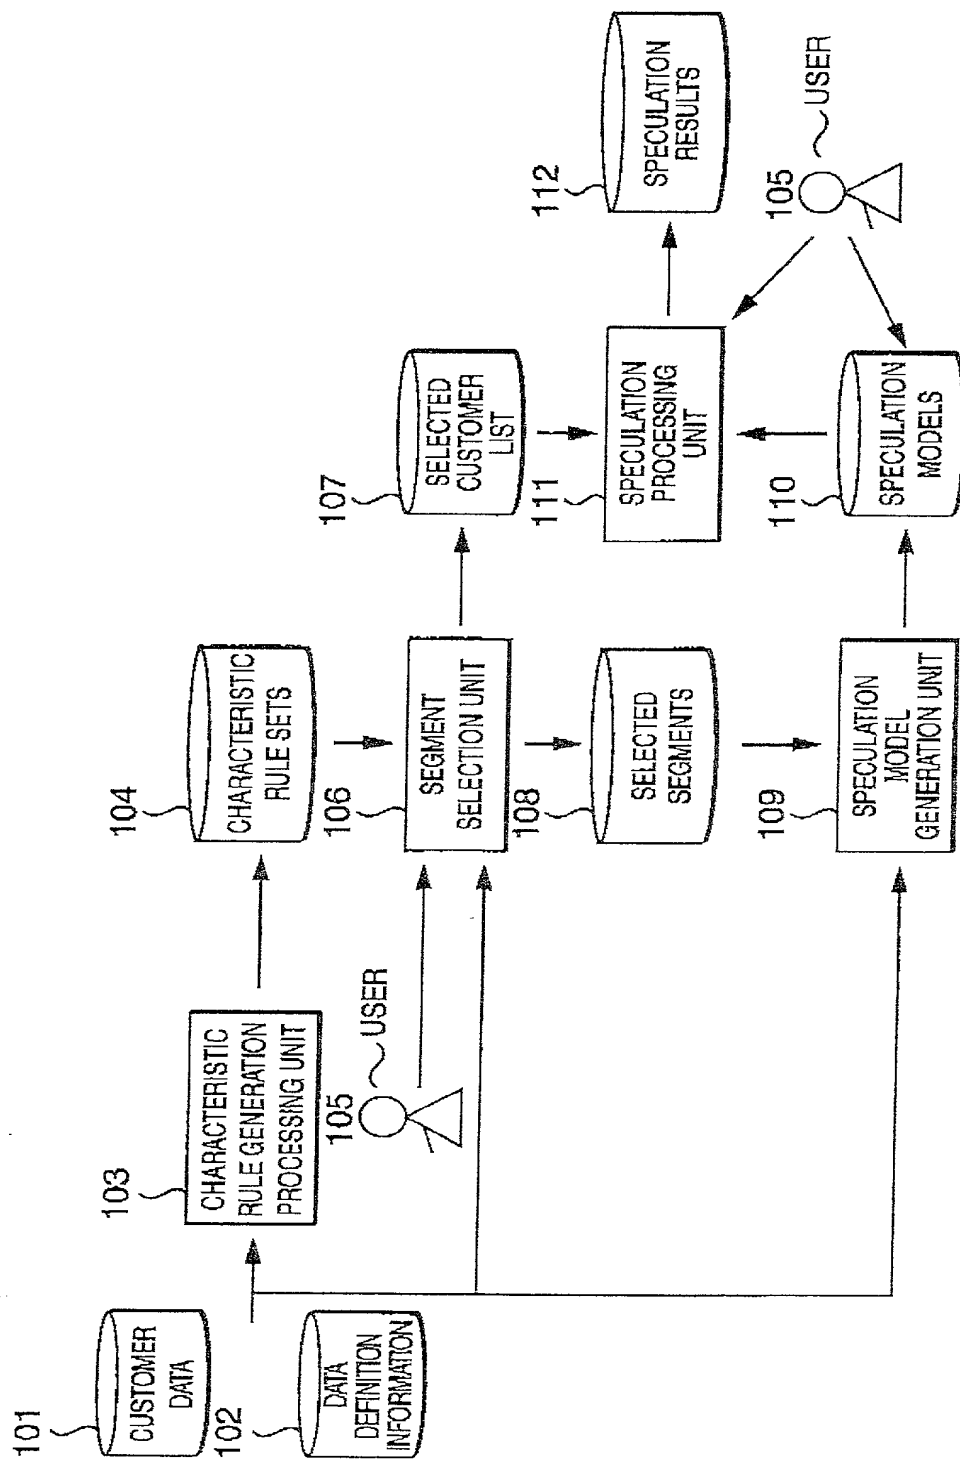 101
CUSTOMER
DATA
102
DATA
DEFINITION
INFORMATION
103
CHARACTERISTIC
RULE GENERATION
PROCESSING UNIT
104
CHARACTERISTIC
RULE SETS
105
USER
106
SEGMENT
SELECTION UNIT
107
SELECTED
CUSTOMER
LIST
108
SELECTED
SEGMENTS
109
SPECULATION
MODEL
GENERATION UNIT
110
SPECULATION
MODELS
111
SPECULATION
PROCESSING
UNIT
112
SPECULATION
RESULTS
105
USER